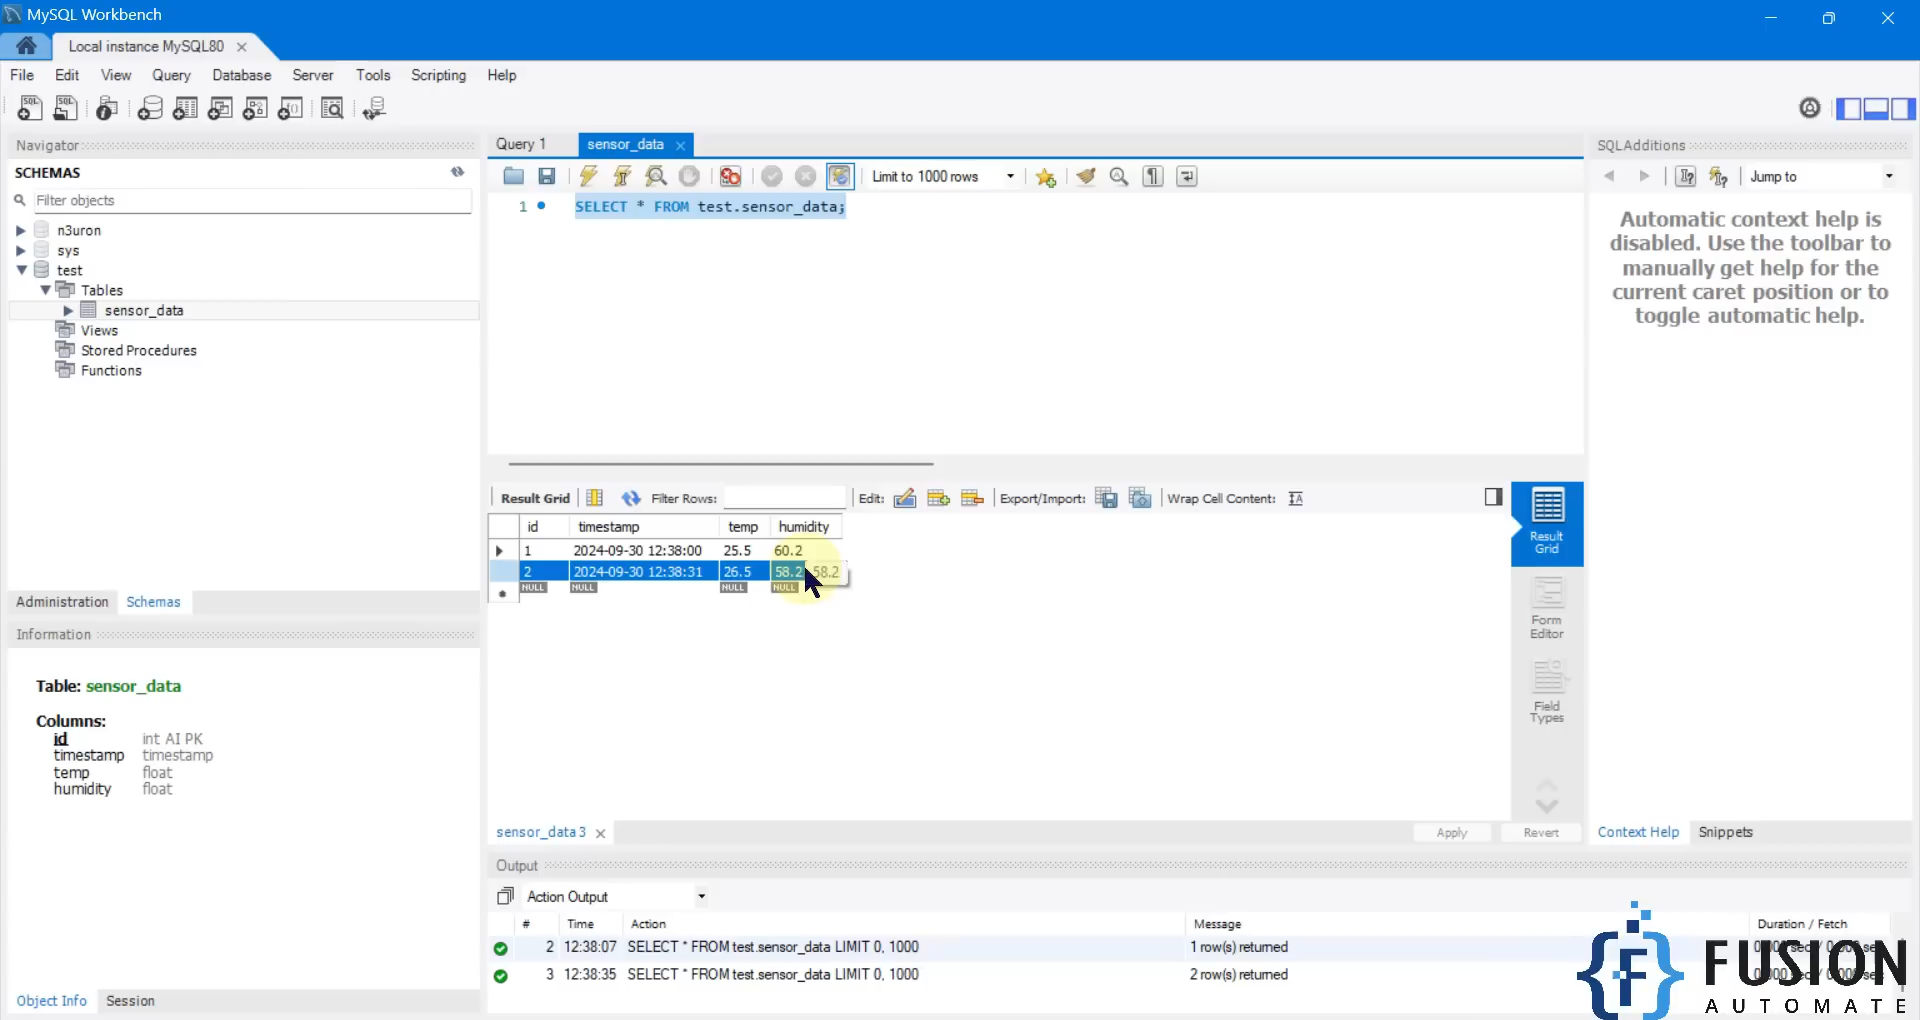 MySQL Workbench
Local instance MySQL80
File Edit View Query Database Server Tools Scripting Help
Navigator
SCHEMAS
Filter objects
n3uron
sys
test
Tables
sensor_data
Views
Stored Procedures
Functions
Administration Schemas
Information
Table: sensor_data
Columns:
id int AI PK
timestamp timestamp
temp float
humidity float
Object Info Session
Query 1 sensor_data
Limit to 1000 rows
1 SELECT * FROM test.sensor_data;
Result Grid Filter Rows: Edit: Export/Import: Wrap Cell Content:
id timestamp temp humidity
1 2024-09-30 12:38:00 25.5 60.2
2 2024-09-30 12:38:31 26.5 58.2 58.2
NULL NULL NULL NULL
Result
Grid
Form
Editor
Field
Types
sensor_data 3 Apply Revert
SQLAdditions
Jump to
Automatic context help is
disabled. Use the toolbar to
manually get help for the
current caret position or to
toggle automatic help.
Context Help Snippets
Output
Action Output
# Time Action Message Duration / Fetch
2 12:38:07 SELECT * FROM test.sensor_data LIMIT 0, 1000 1 row(s) returned
3 12:38:35 SELECT * FROM test.sensor_data LIMIT 0, 1000 2 row(s) returned
FUSION
AUTOMATE